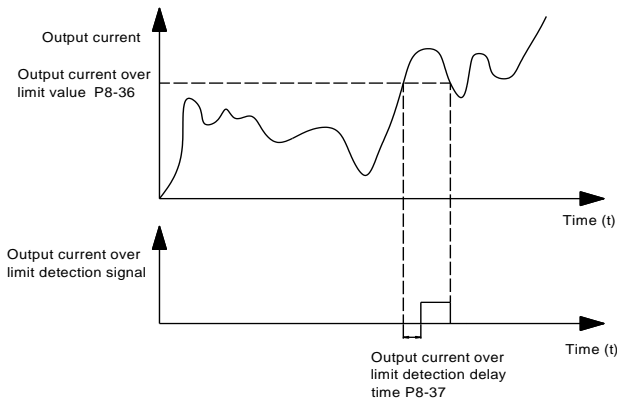 Output current
Output current over
limit value P8-36
Time (t)
Output current over
limit detection signal
Time (t)
Output current over
limit detection delay
time P8-37